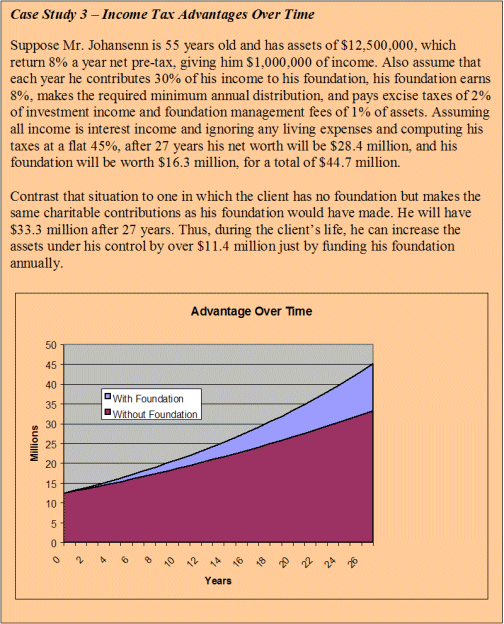 Case Study 3 – Income Tax Advantages Over Time
Suppose Mr. Johansenn is 55 years old and has assets of $12,500,000, which
return 8% a year net pre-tax, giving him $1,000,000 of income. Also assume that
each year he contributes 30% of his income to his foundation, his foundation earns
8%, makes the required minimum annual distribution, and pays excise taxes of 2%
of investment income and foundation management fees of 1% of assets. Assuming
all income is interest income and ignoring any living expenses and computing his
taxes at a flat 45%, after 27 years his net worth will be $28.4 million, and his
foundation will be worth $16.3 million, for a total of $44.7 million.
Contrast that situation to one in which the client has no foundation but makes the
same charitable contributions as his foundation would have made. He will have
$33.3 million after 27 years. Thus, during the client's life, he can increase the
assets under his control by over $11.4 million just by funding his foundation
annually.
Advantage Over Time
50
45
40
35
30
25
20
15
10
5
0
Millions
With Foundation
Without Foundation
0 2 4 6 8 10 12 14 16 18 20 22 24 26
Years